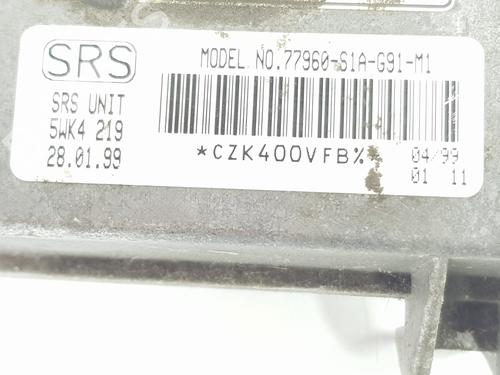 SRS
MODEL NO.77960-S1A-G91-M1
SRS UNIT
5WK4 219
28.01.99
*CZK400VFB%*
04/99
01 11